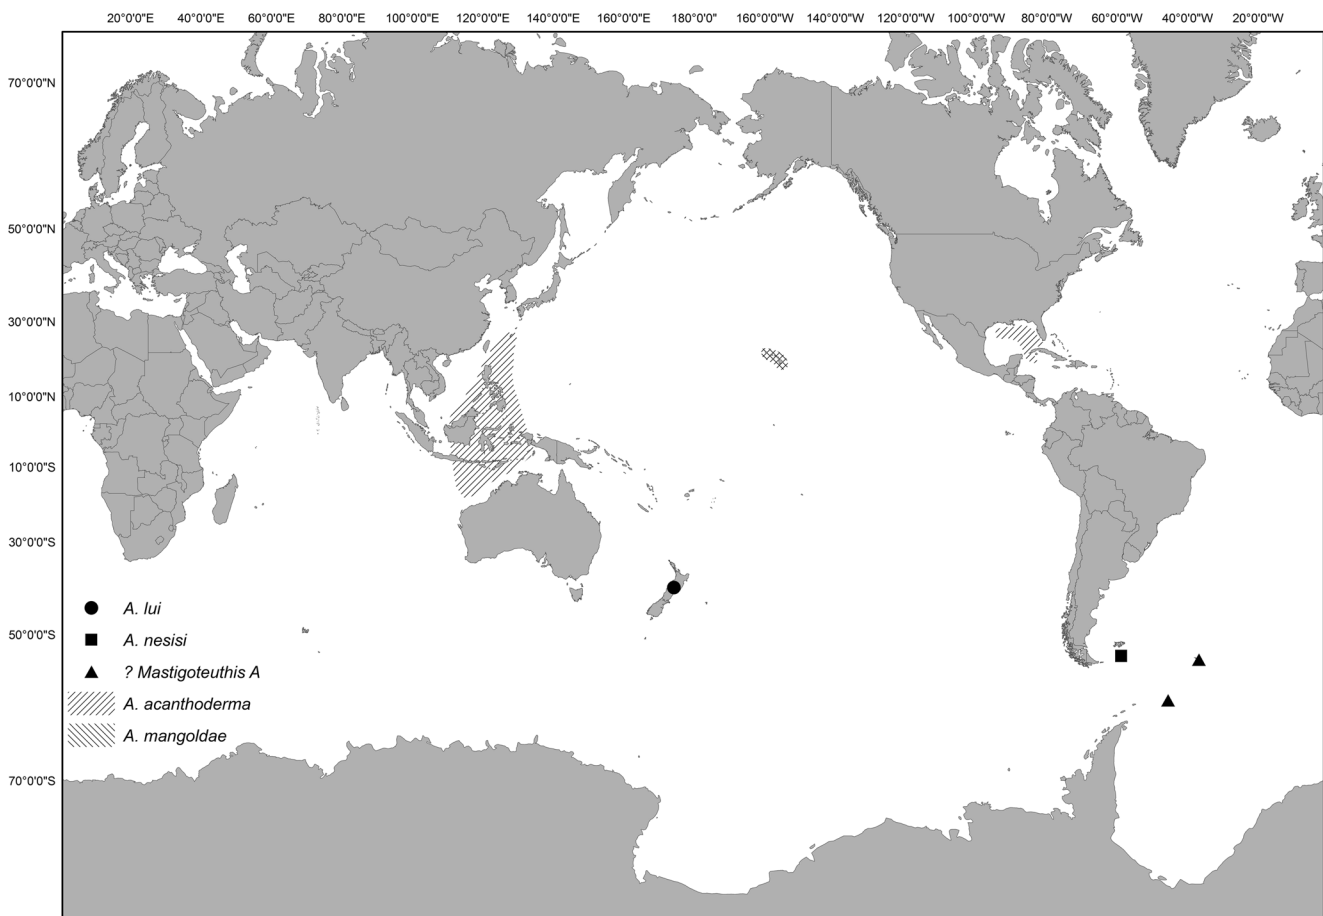 20°0'0"E 40°0'0"E 60°0'0"E 80°0'0"E 100°0'0"E 120°0'0"E 140°0'0"E 160°0'0"E 180°0'0"W 160°0'0"W 140°0'0"W 120°0'0"W 100°0'0"W 80°0'0"W 60°0'0"W 40°0'0"W 20°0'0"W
70°0'0"N
50°0'0"N
30°0'0"N
10°0'0"N
10°0'0"S
30°0'0"S
50°0'0"S
70°0'0"S
A. lui
A. nesisi
? Mastigoteuthis A
A. acanthoderma
A. mangoldae